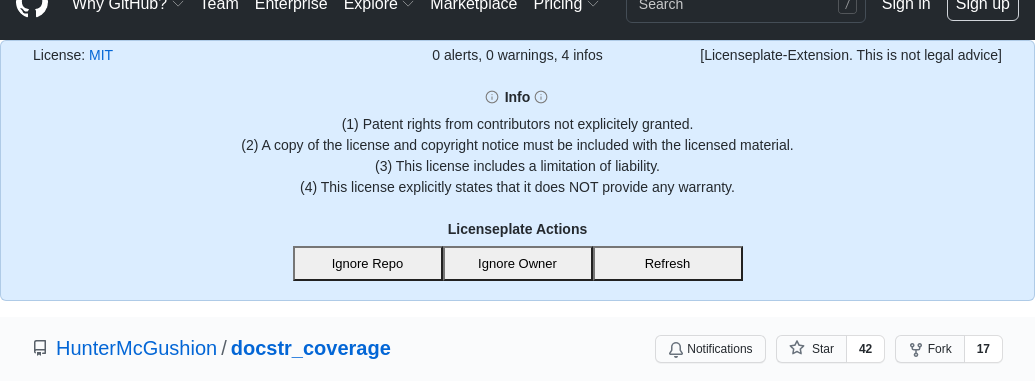 Why GitHub? Team Enterprise Explore Marketplace Pricing Search / Sign in Sign up
License: MIT 0 alerts, 0 warnings, 4 infos [Licenseplate-Extension. This is not legal advice]
Info
(1) Patent rights from contributors not explicitely granted.
(2) A copy of the license and copyright notice must be included with the licensed material.
(3) This license includes a limitation of liability.
(4) This license explicitly states that it does NOT provide any warranty.
Licenseplate Actions
Ignore Repo Ignore Owner Refresh
HunterMcGushion / docstr_coverage Notifications Star 42 Fork 17